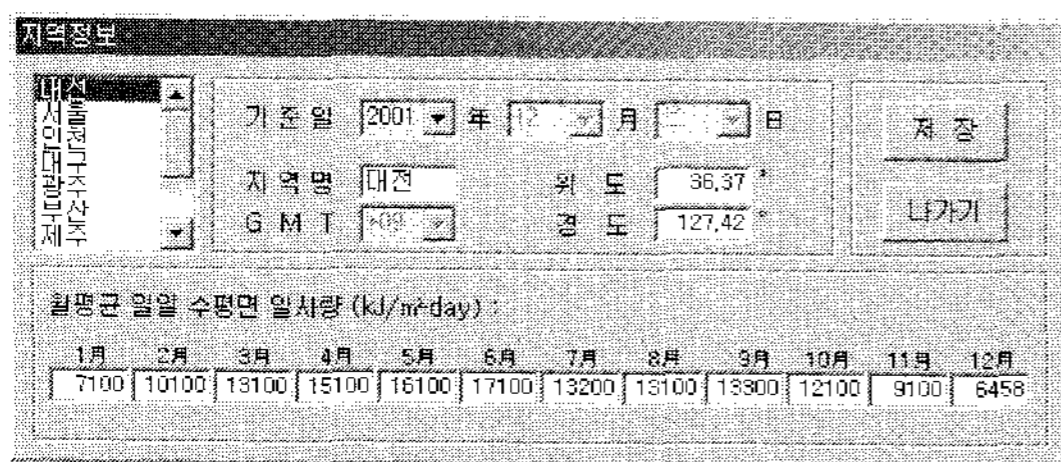 지역정보
대전
서울
인천
대구
광주
부산
제주
기 준 일 2001 年 12 月 日
지 역 명 대전 위 도 36,37 °
G M T +09 경 도 127,42 °
저 장
나가기
월평균 일일 수평면 일사량 (kJ/m²day) :
1月 2月 3月 4月 5月 6月 7月 8月 9月 10月 11月 12月
7100 10100 13100 15100 16100 17100 13200 13100 13300 12100 9100 6458